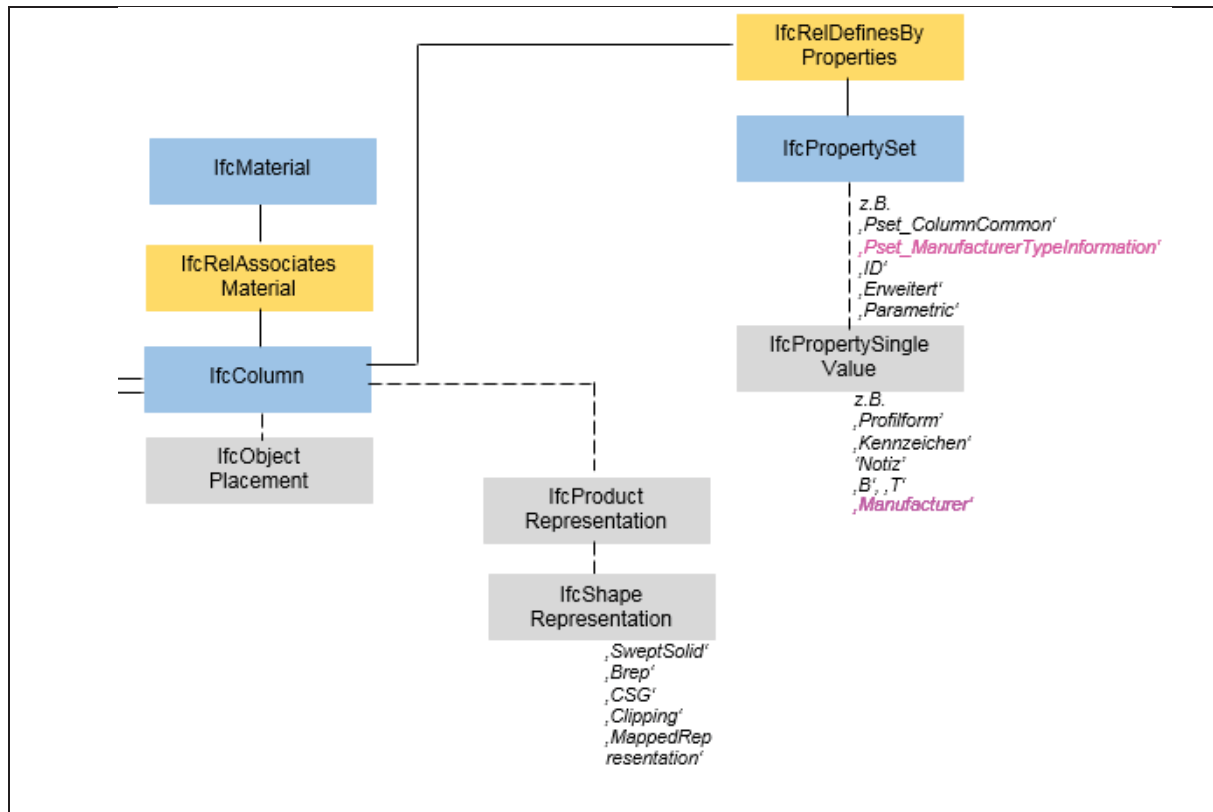 IfcRelDefinesBy
Properties
IfcPropertySet
z.B.
‚Pset_ColumnCommon‘
‚Pset_ManufacturerTypeInformation‘
‚ID‘
‚Erweitert‘
‚Parametric‘
IfcPropertySingle
Value
z.B.
‚Profilform‘
‚Kennzeichen‘
‘Notiz’
‚B‘, ‚T‘
‚Manufacturer‘
IfcMaterial
IfcRelAssociates
Material
IfcColumn
IfcObject
Placement
IfcProduct
Representation
IfcShape
Representation
‚SweptSolid‘
‚Brep‘
‚CSG‘
‚Clipping‘
‚MappedRep
resentation‘